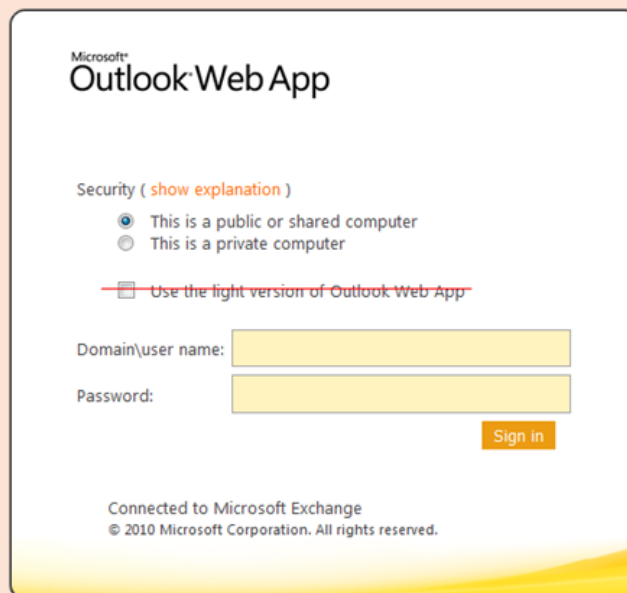 Microsoft®
Outlook® Web App
Security ( show explanation )
This is a public or shared computer
This is a private computer
Use the light version of Outlook Web App
Domain\user name:
Password:
Sign in
Connected to Microsoft Exchange
© 2010 Microsoft Corporation. All rights reserved.